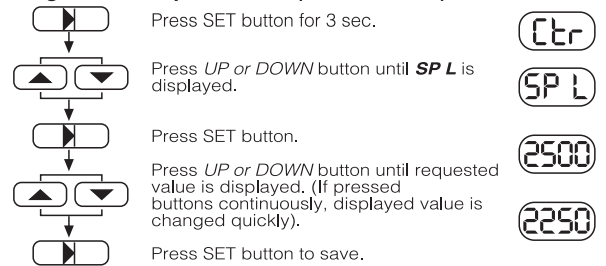 Press SET button for 3 sec.
Ctr
Press UP or DOWN button until SP L is
displayed.
SP L
Press SET button.
2500
Press UP or DOWN button until requested
value is displayed. (If pressed
buttons continuously, displayed value is
changed quickly).
2250
Press SET button to save.